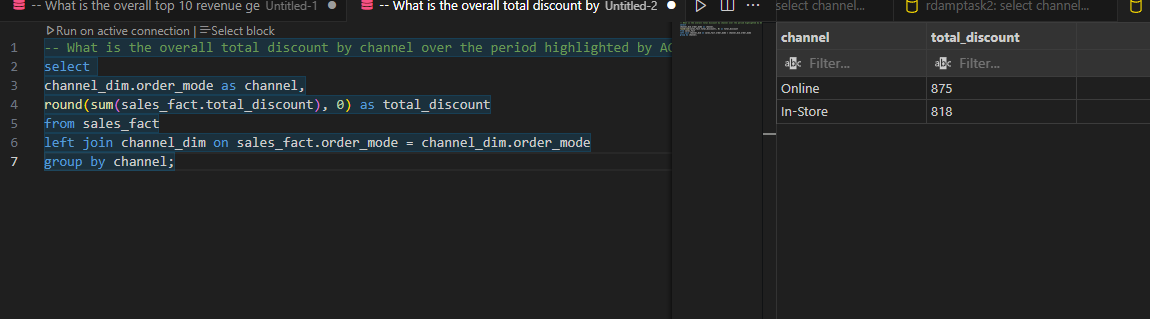 -- What is the overall top 10 revenue ge Untitled-1
-- What is the overall total discount by Untitled-2
select channel...
rdamptask2: select channel...
Run on active connection | Select block
1 -- What is the overall total discount by channel over the period highlighted by AC
2 select
3 channel_dim.order_mode as channel,
4 round(sum(sales_fact.total_discount), 0) as total_discount
5 from sales_fact
6 left join channel_dim on sales_fact.order_mode = channel_dim.order_mode
7 group by channel;
channel total_discount
abc Filter... abc Filter...
Online 875
In-Store 818